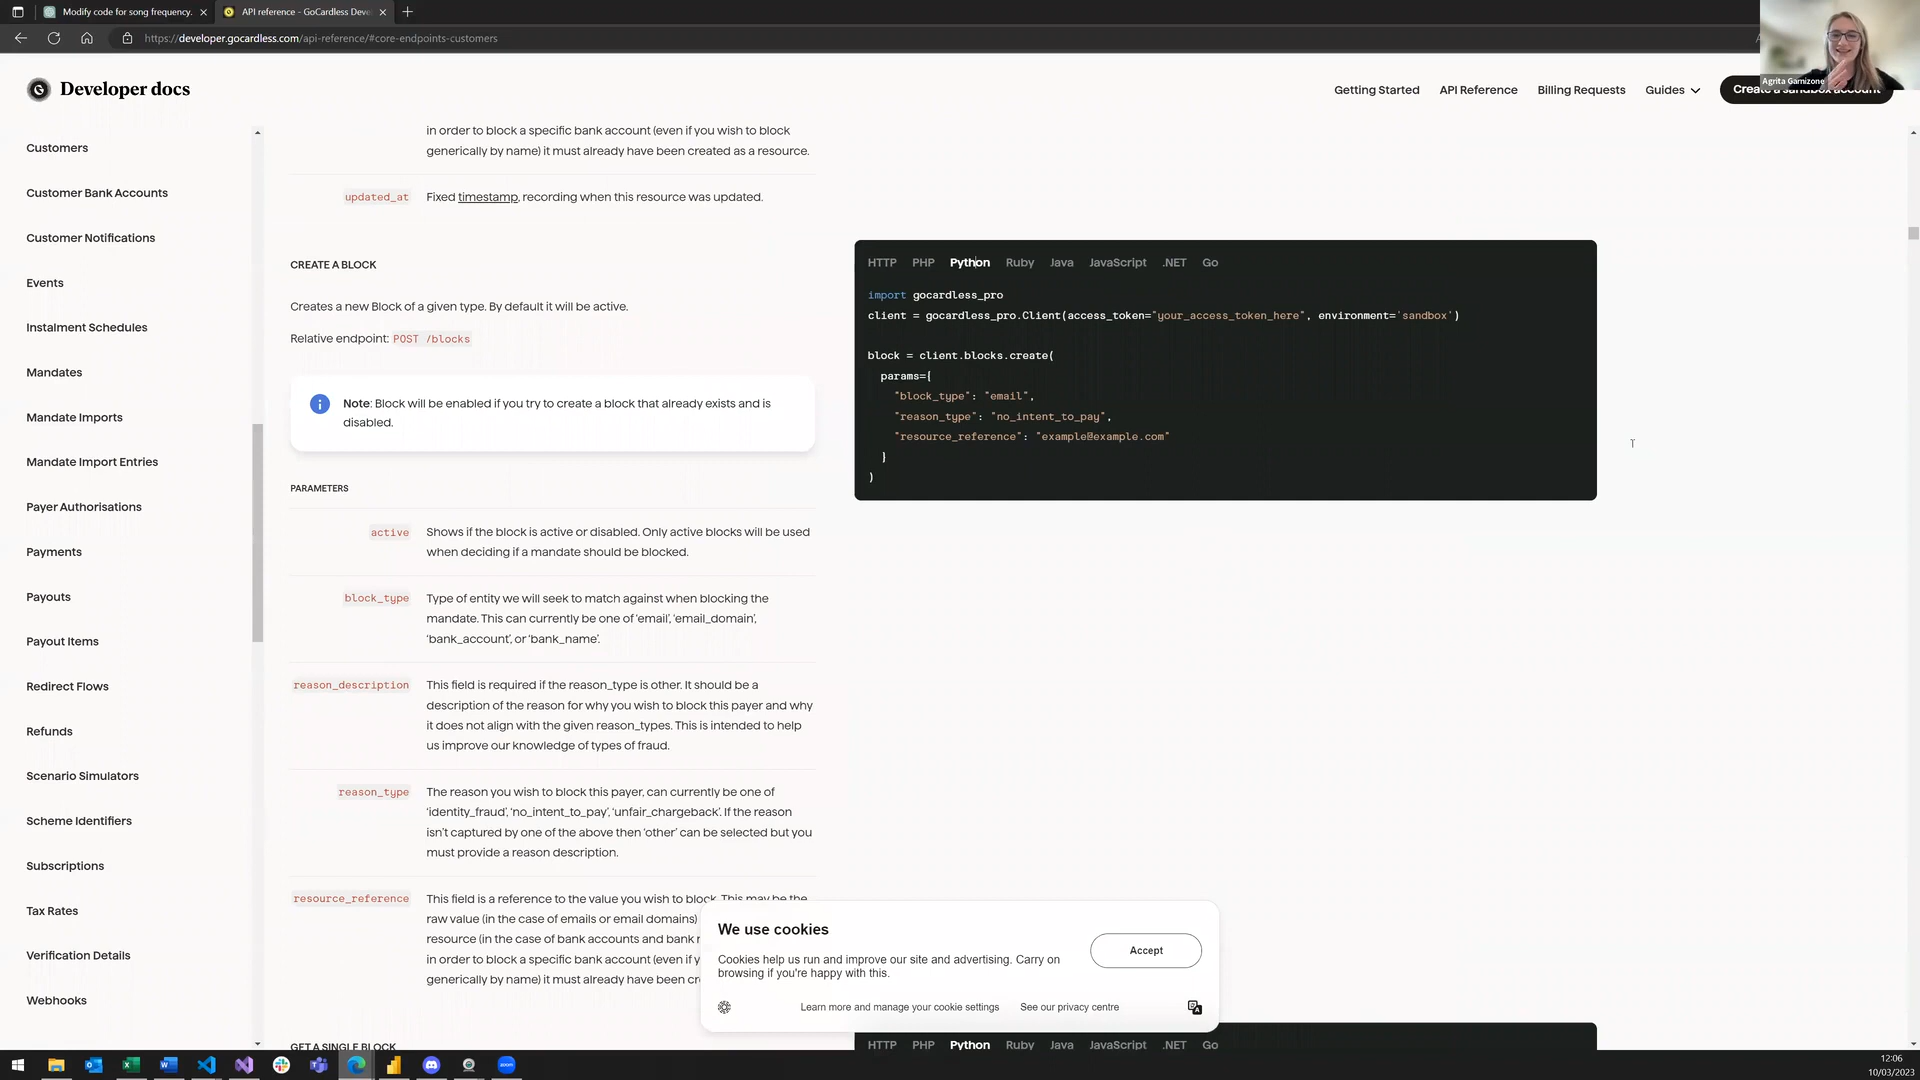 Modify code for song frequency.
API reference - GoCardless Deve
https://developer.gocardless.com/api-reference/#core-endpoints-customers
Agrita Garnizone
Developer docs
Getting Started
API Reference
Billing Requests
Guides
Create a sandbox account
Customers
Customer Bank Accounts
Customer Notifications
Events
Instalment Schedules
Mandates
Mandate Imports
Mandate Import Entries
Payer Authorisations
Payments
Payouts
Payout Items
Redirect Flows
Refunds
Scenario Simulators
Scheme Identifiers
Subscriptions
Tax Rates
Verification Details
Webhooks
in order to block a specific bank account (even if you wish to block
generically by name) it must already have been created as a resource.
updated_at
Fixed timestamp, recording when this resource was updated.
CREATE A BLOCK
Creates a new Block of a given type. By default it will be active.
Relative endpoint: POST /blocks
Note: Block will be enabled if you try to create a block that already exists and is
disabled.
PARAMETERS
active
Shows if the block is active or disabled. Only active blocks will be used
when deciding if a mandate should be blocked.
block_type
Type of entity we will seek to match against when blocking the
mandate. This can currently be one of 'email', 'email_domain',
'bank_account', or 'bank_name'.
reason_description
This field is required if the reason_type is other. It should be a
description of the reason for why you wish to block this payer and why
it does not align with the given reason_types. This is intended to help
us improve our knowledge of types of fraud.
reason_type
The reason you wish to block this payer, can currently be one of
'identity_fraud', 'no_intent_to_pay', 'unfair_chargeback'. If the reason
isn't captured by one of the above then 'other' can be selected but you
must provide a reason description.
resource_reference
This field is a reference to the value you wish to block. This may be the
raw value (in the case of emails or email domains)
resource (in the case of bank accounts and bank
in order to block a specific bank account (even if
generically by name) it must already have been
GET A SINGLE BLOCK
HTTP PHP Python Ruby Java JavaScript .NET Go
import gocardless_pro
client = gocardless_pro.Client(access_token="your_access_token_here", environment='sandbox')
block = client.blocks.create(
params={
"block_type": "email",
"reason_type": "no_intent_to_pay",
"resource_reference": "example@example.com"
}
)
We use cookies
Cookies help us run and improve our site and advertising. Carry on
browsing if you're happy with this.
Accept
Learn more and manage your cookie settings
See our privacy centre
HTTP PHP Python Ruby Java JavaScript .NET Go
12:06
10/03/2023